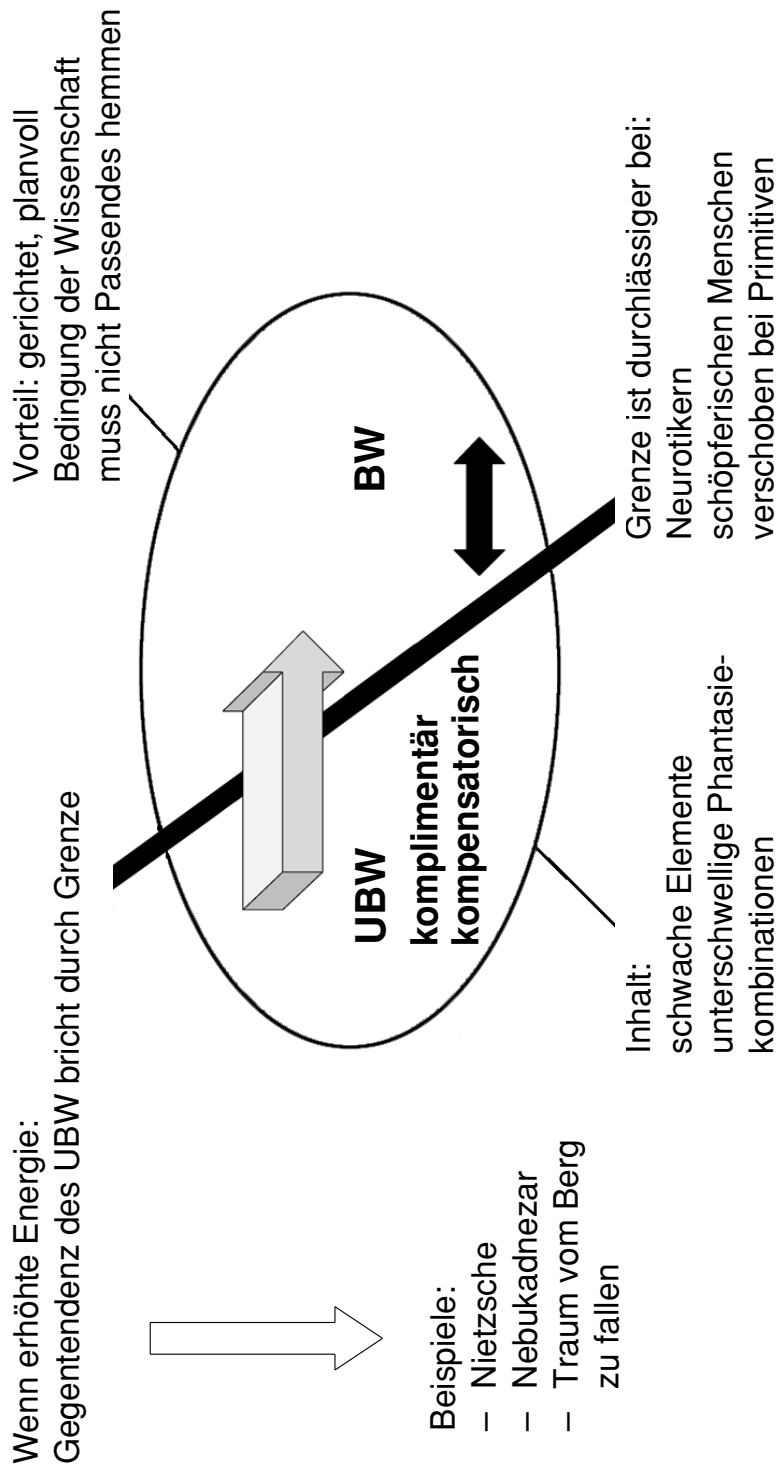 Wenn erhöhte Energie:
Gegentendenz des UBW bricht durch Grenze
Vorteil: gerichtet, planvoll
Bedingung der Wissenschaft
muss nicht Passendes hemmen
UBW
komplimentär
kompensatorisch
BW
Beispiele:
– Nietzsche
– Nebukadnezar
– Traum vom Berg
zu fallen
Inhalt:
schwache Elemente
unterschwellige Phantasie-
kombinationen
Grenze ist durchlässiger bei:
Neurotikern
schöpferischen Menschen
verschoben bei Primitiven